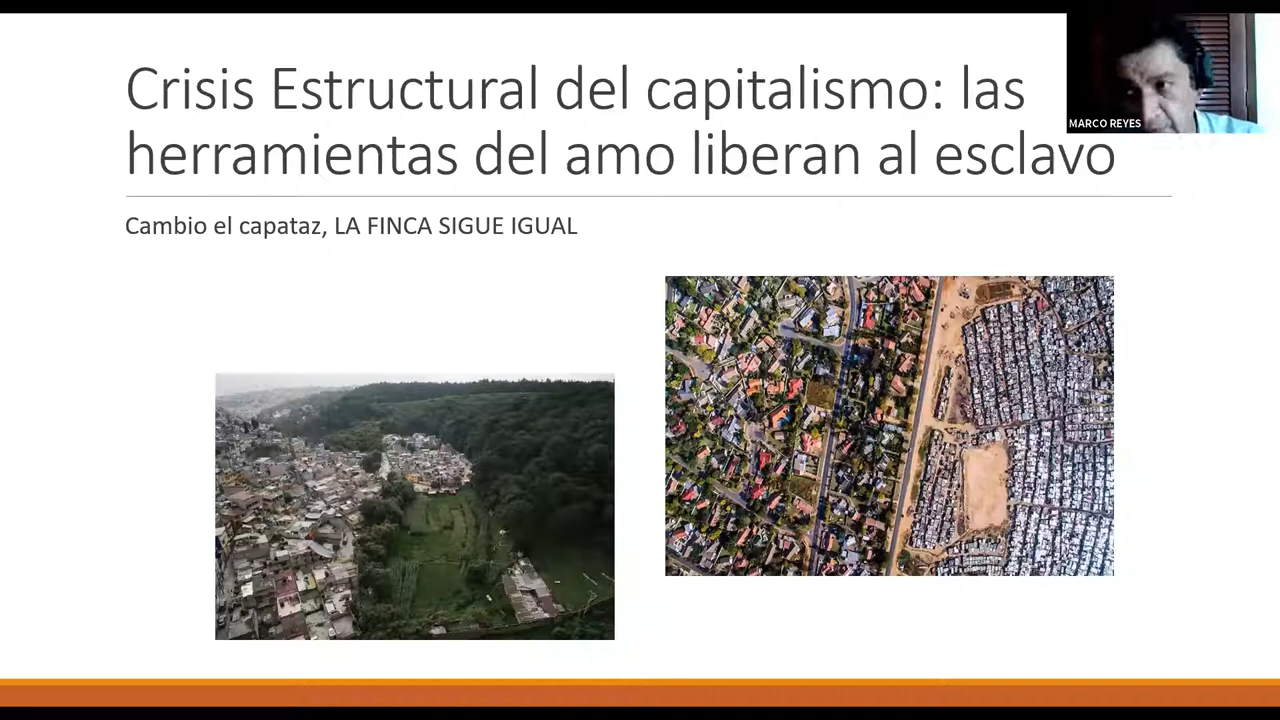 Crisis Estructural del capitalismo: las
herramientas del amo liberan al esclavo
MARCO REYES
Cambio el capataz, LA FINCA SIGUE IGUAL